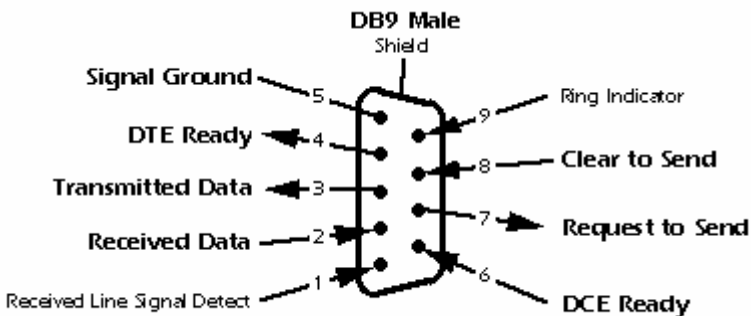 DB9 Male
Shield
Signal Ground
5
9
Ring Indicator
DTE Ready
4
8
Clear to Send
Transmitted Data
3
7
Request to Send
Received Data
2
6
DCE Ready
Received Line Signal Detect
1